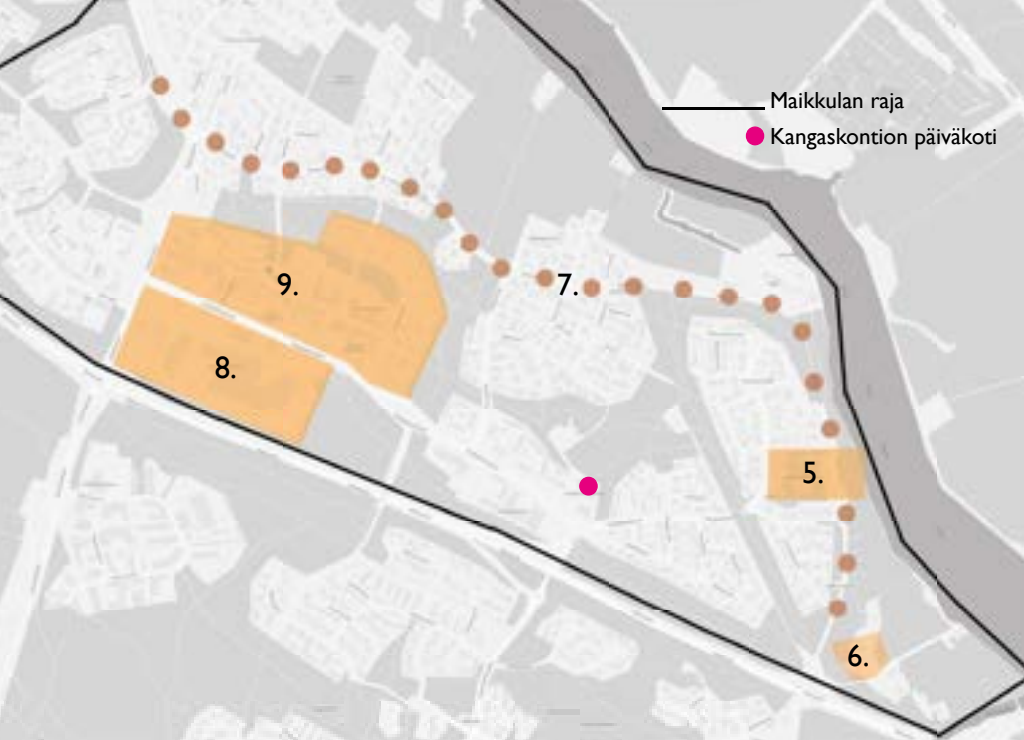 Maikkulan raja
Kangaskontion päiväkoti
9.
7.
8.
5.
6.